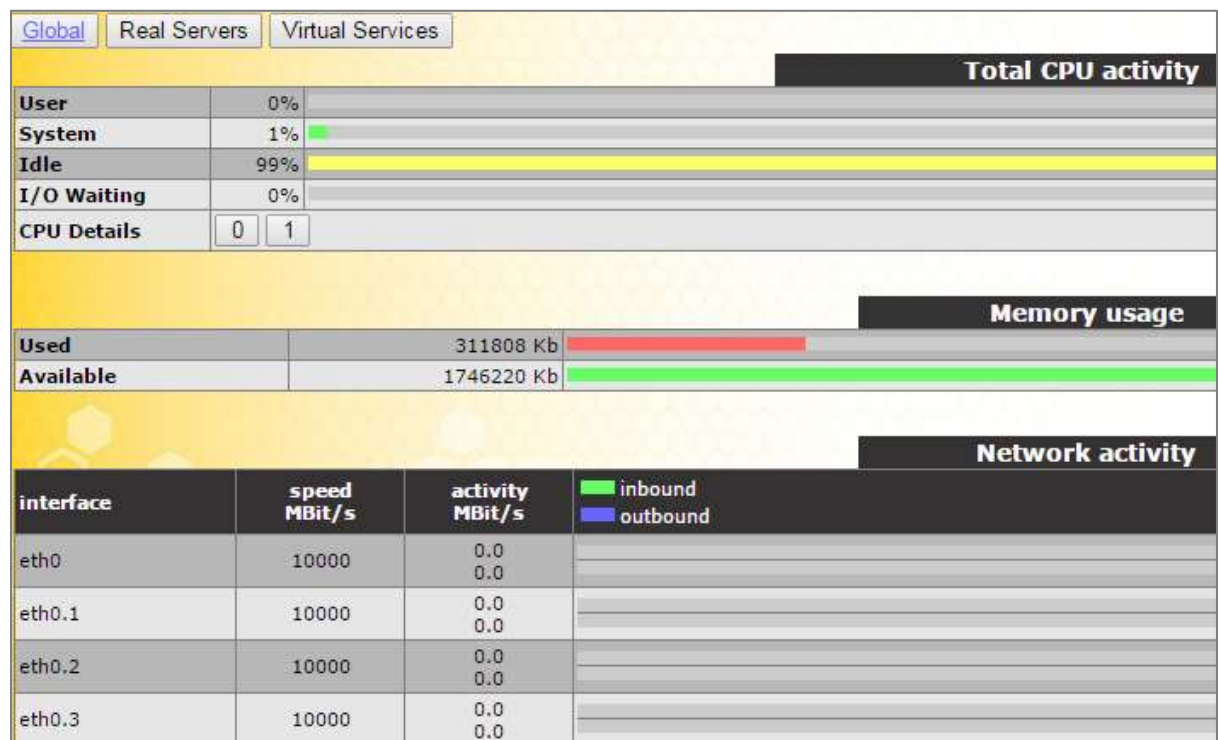 Global Real Servers Virtual Services
Total CPU activity
User 0%
System 1%
Idle 99%
I/O Waiting 0%
CPU Details 0 1
Memory usage
Used 311808 Kb
Available 1746220 Kb
Network activity
interface speed MBit/s activity MBit/s inbound outbound
eth0 10000 0.0
0.0
eth0.1 10000 0.0
0.0
eth0.2 10000 0.0
0.0
eth0.3 10000 0.0
0.0